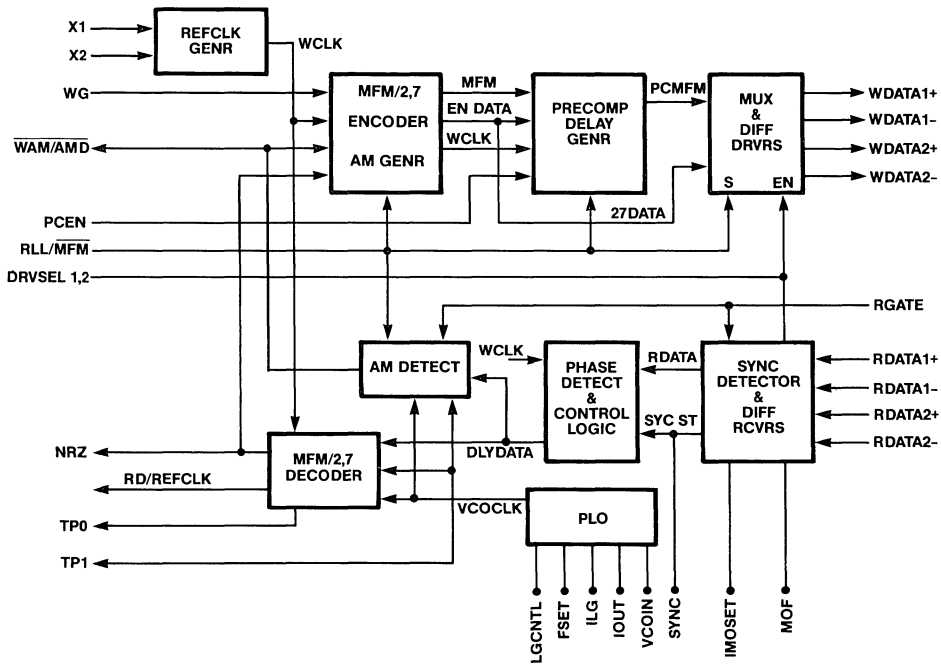 X1
X2
REFCLK
GENR
WCLK
WG
MFM/2,7
ENCODER
AM GENR
MFM
EN DATA
WCLK
PRECOMP
DELAY
GENR
PCMFM
MUX
&
DIFF
DRVRS
S EN
WDATA1+
WDATA1−
WDATA2+
WDATA2−
WAM/AMD
PCEN
27DATA
RLL/MFM
DRVSEL 1,2
RGATE
AM DETECT
WCLK
PHASE
DETECT
&
CONTROL
LOGIC
RDATA
SYC ST
SYNC
DETECTOR
&
DIFF
RCVRS
RDATA1+
RDATA1−
RDATA2+
RDATA2−
NRZ
MFM/2,7
DECODER
DLYDATA
RD/REFCLK
VCOCLK
PLO
TP0
TP1
LGCNTL
FSET
ILG
IOUT
VCOIN
SYNC
IMOSET
MOF